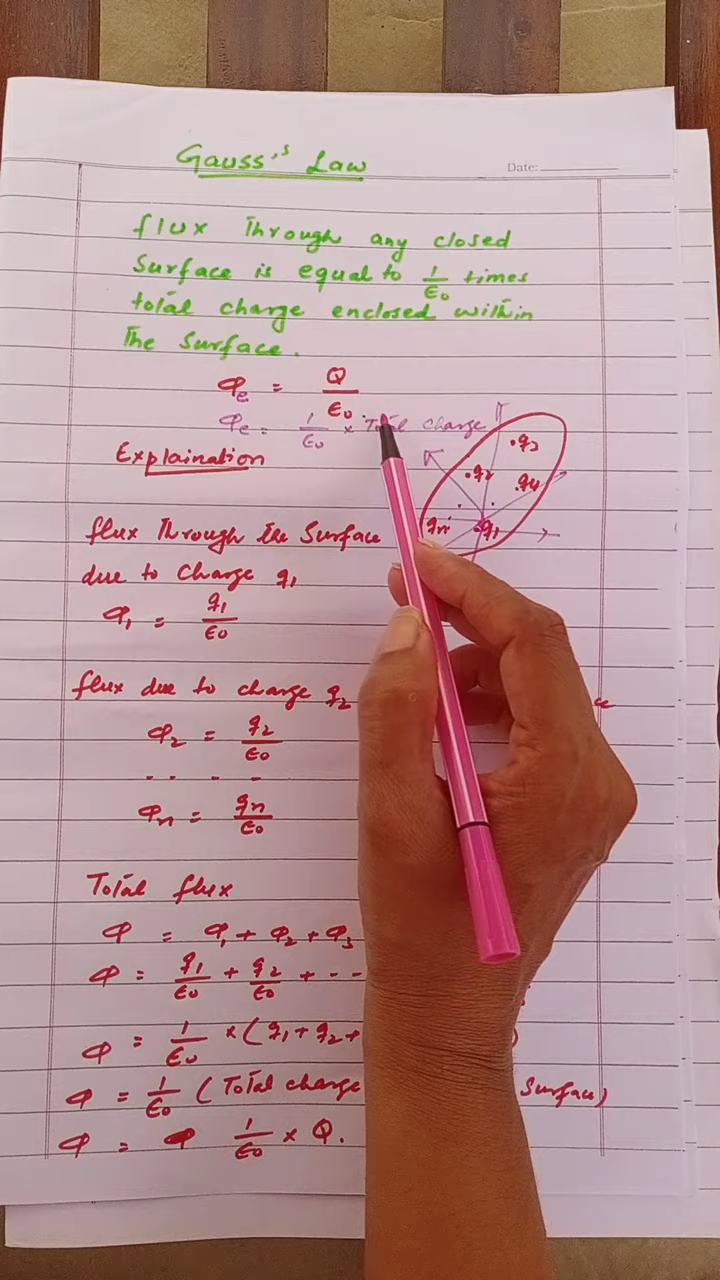 Gauss's Law
Date:
flux Through any closed
Surface is equal to 1/ϵ0 times
total charge enclosed within
The Surface.
φe = Q/ϵ0
φe = 1/ϵ0 × Total charge
Explaination
.q3
.q2
.q4
qn
q1
flux Through the Surface
due to charge q1
φ1 = q1/ϵ0
flux due to charge q2
φ2 = q2/ϵ0
- - - -
φn = qn/ϵ0
Total flux
φ = φ1 + φ2 + φ3
φ = q1/ϵ0 + q2/ϵ0 + --
φ = 1/ϵ0 × (q1 + q2 + )
φ = 1/ϵ0 (Total charge Surface)
φ = 1/ϵ0 × Q.